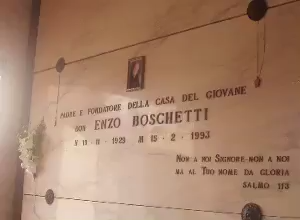 PADRE E FONDATORE DELLA CASA DEL GIOVANE
DON ENZO BOSCHETTI
N 19 11 1929 M 15 2 1993
NON A NOI SIGNORE-NON A NOI
MA AL TUO NOME DA GLORIA
SALMO 113